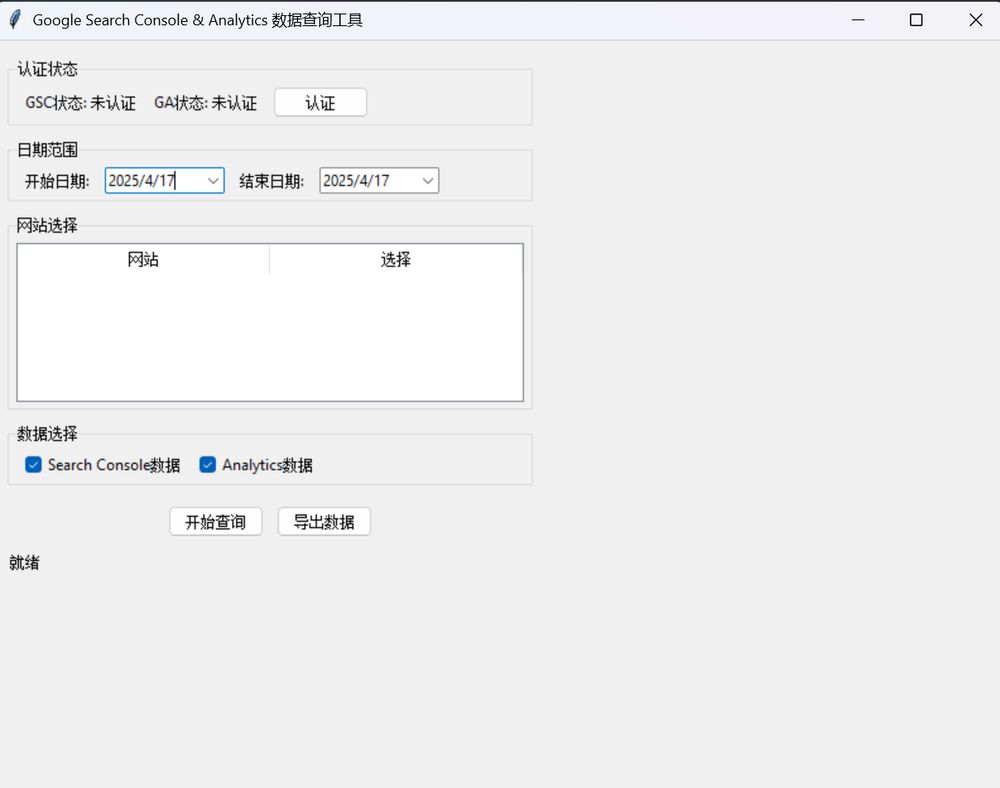 Google Search Console & Analytics 数据查询工具
认证状态
GSC状态: 未认证 GA状态: 未认证 认证
日期范围
开始日期: 2025/4/17 结束日期: 2025/4/17
网站选择
网站 选择
数据选择
Search Console数据 Analytics数据
开始查询 导出数据
就绪